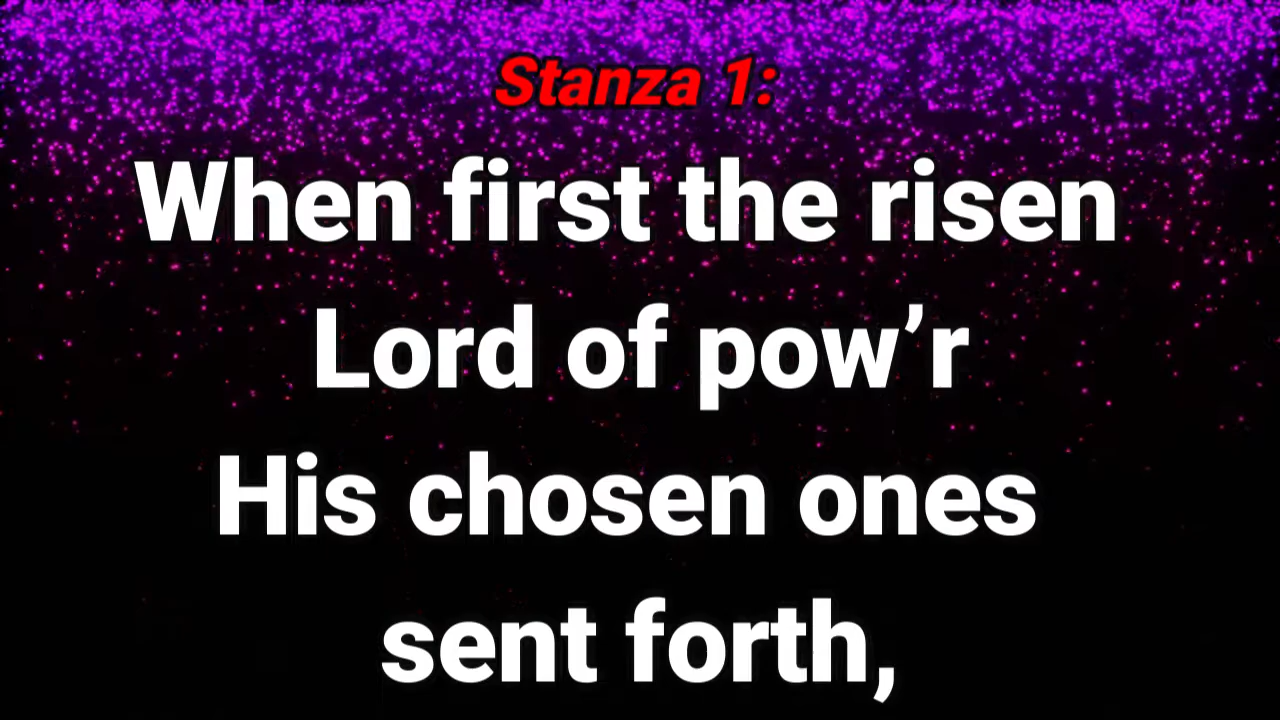 Stanza 1:
When first the risen
Lord of pow’r
His chosen ones
sent forth,